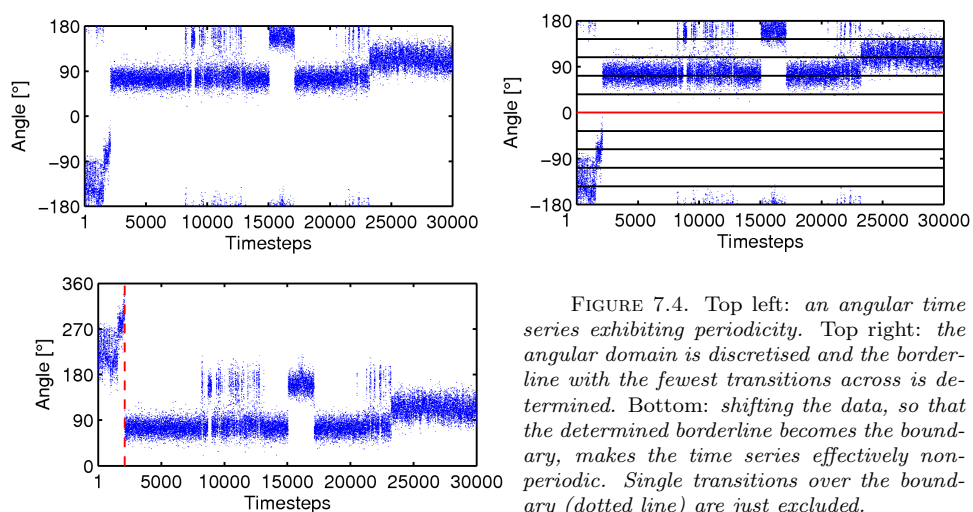 180
90
0
−90
−180
Angle [°]
1 5000 10000 15000 20000 25000 30000
Timesteps
180
90
0
−90
−180
Angle [°]
1 5000 10000 15000 20000 25000 30000
Timesteps
360
270
180
90
0
Angle [°]
1 5000 10000 15000 20000 25000 30000
Timesteps
FIGURE 7.4. Top left: an angular time
series exhibiting periodicity. Top right: the
angular domain is discretised and the border-
line with the fewest transitions across is de-
termined. Bottom: shifting the data, so that
the determined borderline becomes the bound-
ary, makes the time series effectively non-
periodic. Single transitions over the bound-
ary (dotted line) are just excluded.